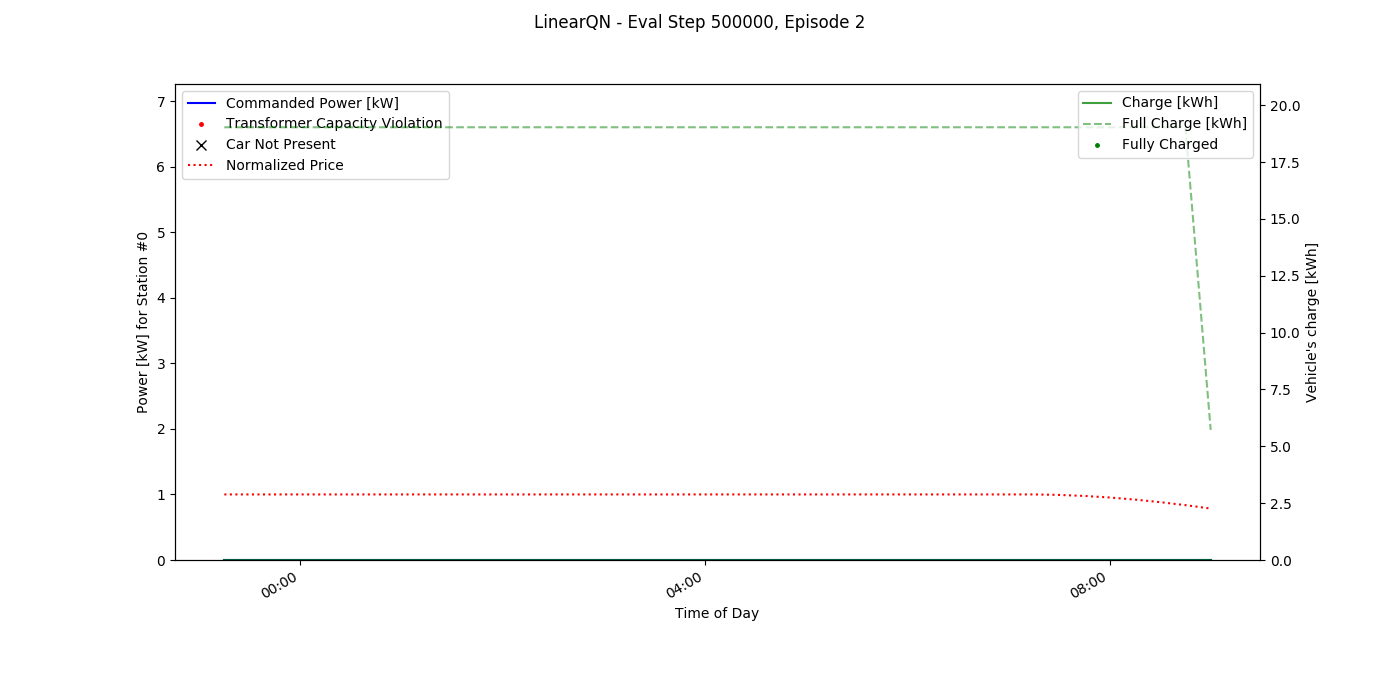 LinearQN - Eval Step 500000, Episode 2
Commanded Power [kW]
Transformer Capacity Violation
Car Not Present
Normalized Price
Charge [kWh]
Full Charge [kWh]
Fully Charged
7
6
5
4
3
2
1
0
Power [kW] for Station #0
20.0
17.5
15.0
12.5
10.0
7.5
5.0
2.5
0.0
Vehicle's charge [kWh]
00:00
04:00
08:00
Time of Day